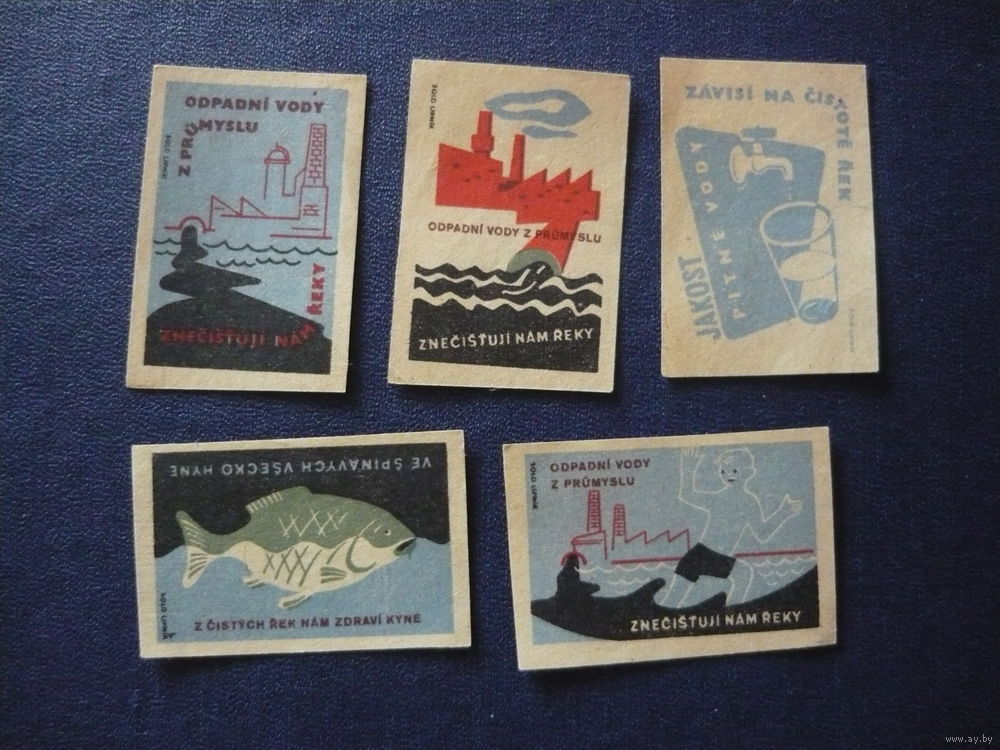 ODPADNÍ VODY
Z PRŮMYSLU
SOLO LIPNÍK
ZNEČIŠŤUJÍ NÁM ŘEKY
SOLO LIPNÍK
ODPADNÍ VODY Z PRŮMYSLU
ZNEČIŠŤUJÍ NÁM ŘEKY
ZÁVISÍ NA ČISTOTĚ ŘEK
JAKOST
PITNÉ VODY
VE ŠPINAVÝCH VŠECKO HYNE
SOLO LIPNÍK
Z ČISTÝCH ŘEK NÁM ZDRAVÍ KYNE
SOLO LIPNÍK
ODPADNÍ VODY
Z PRŮMYSLU
ZNEČIŠŤUJÍ NÁM ŘEKY
www.ay.by